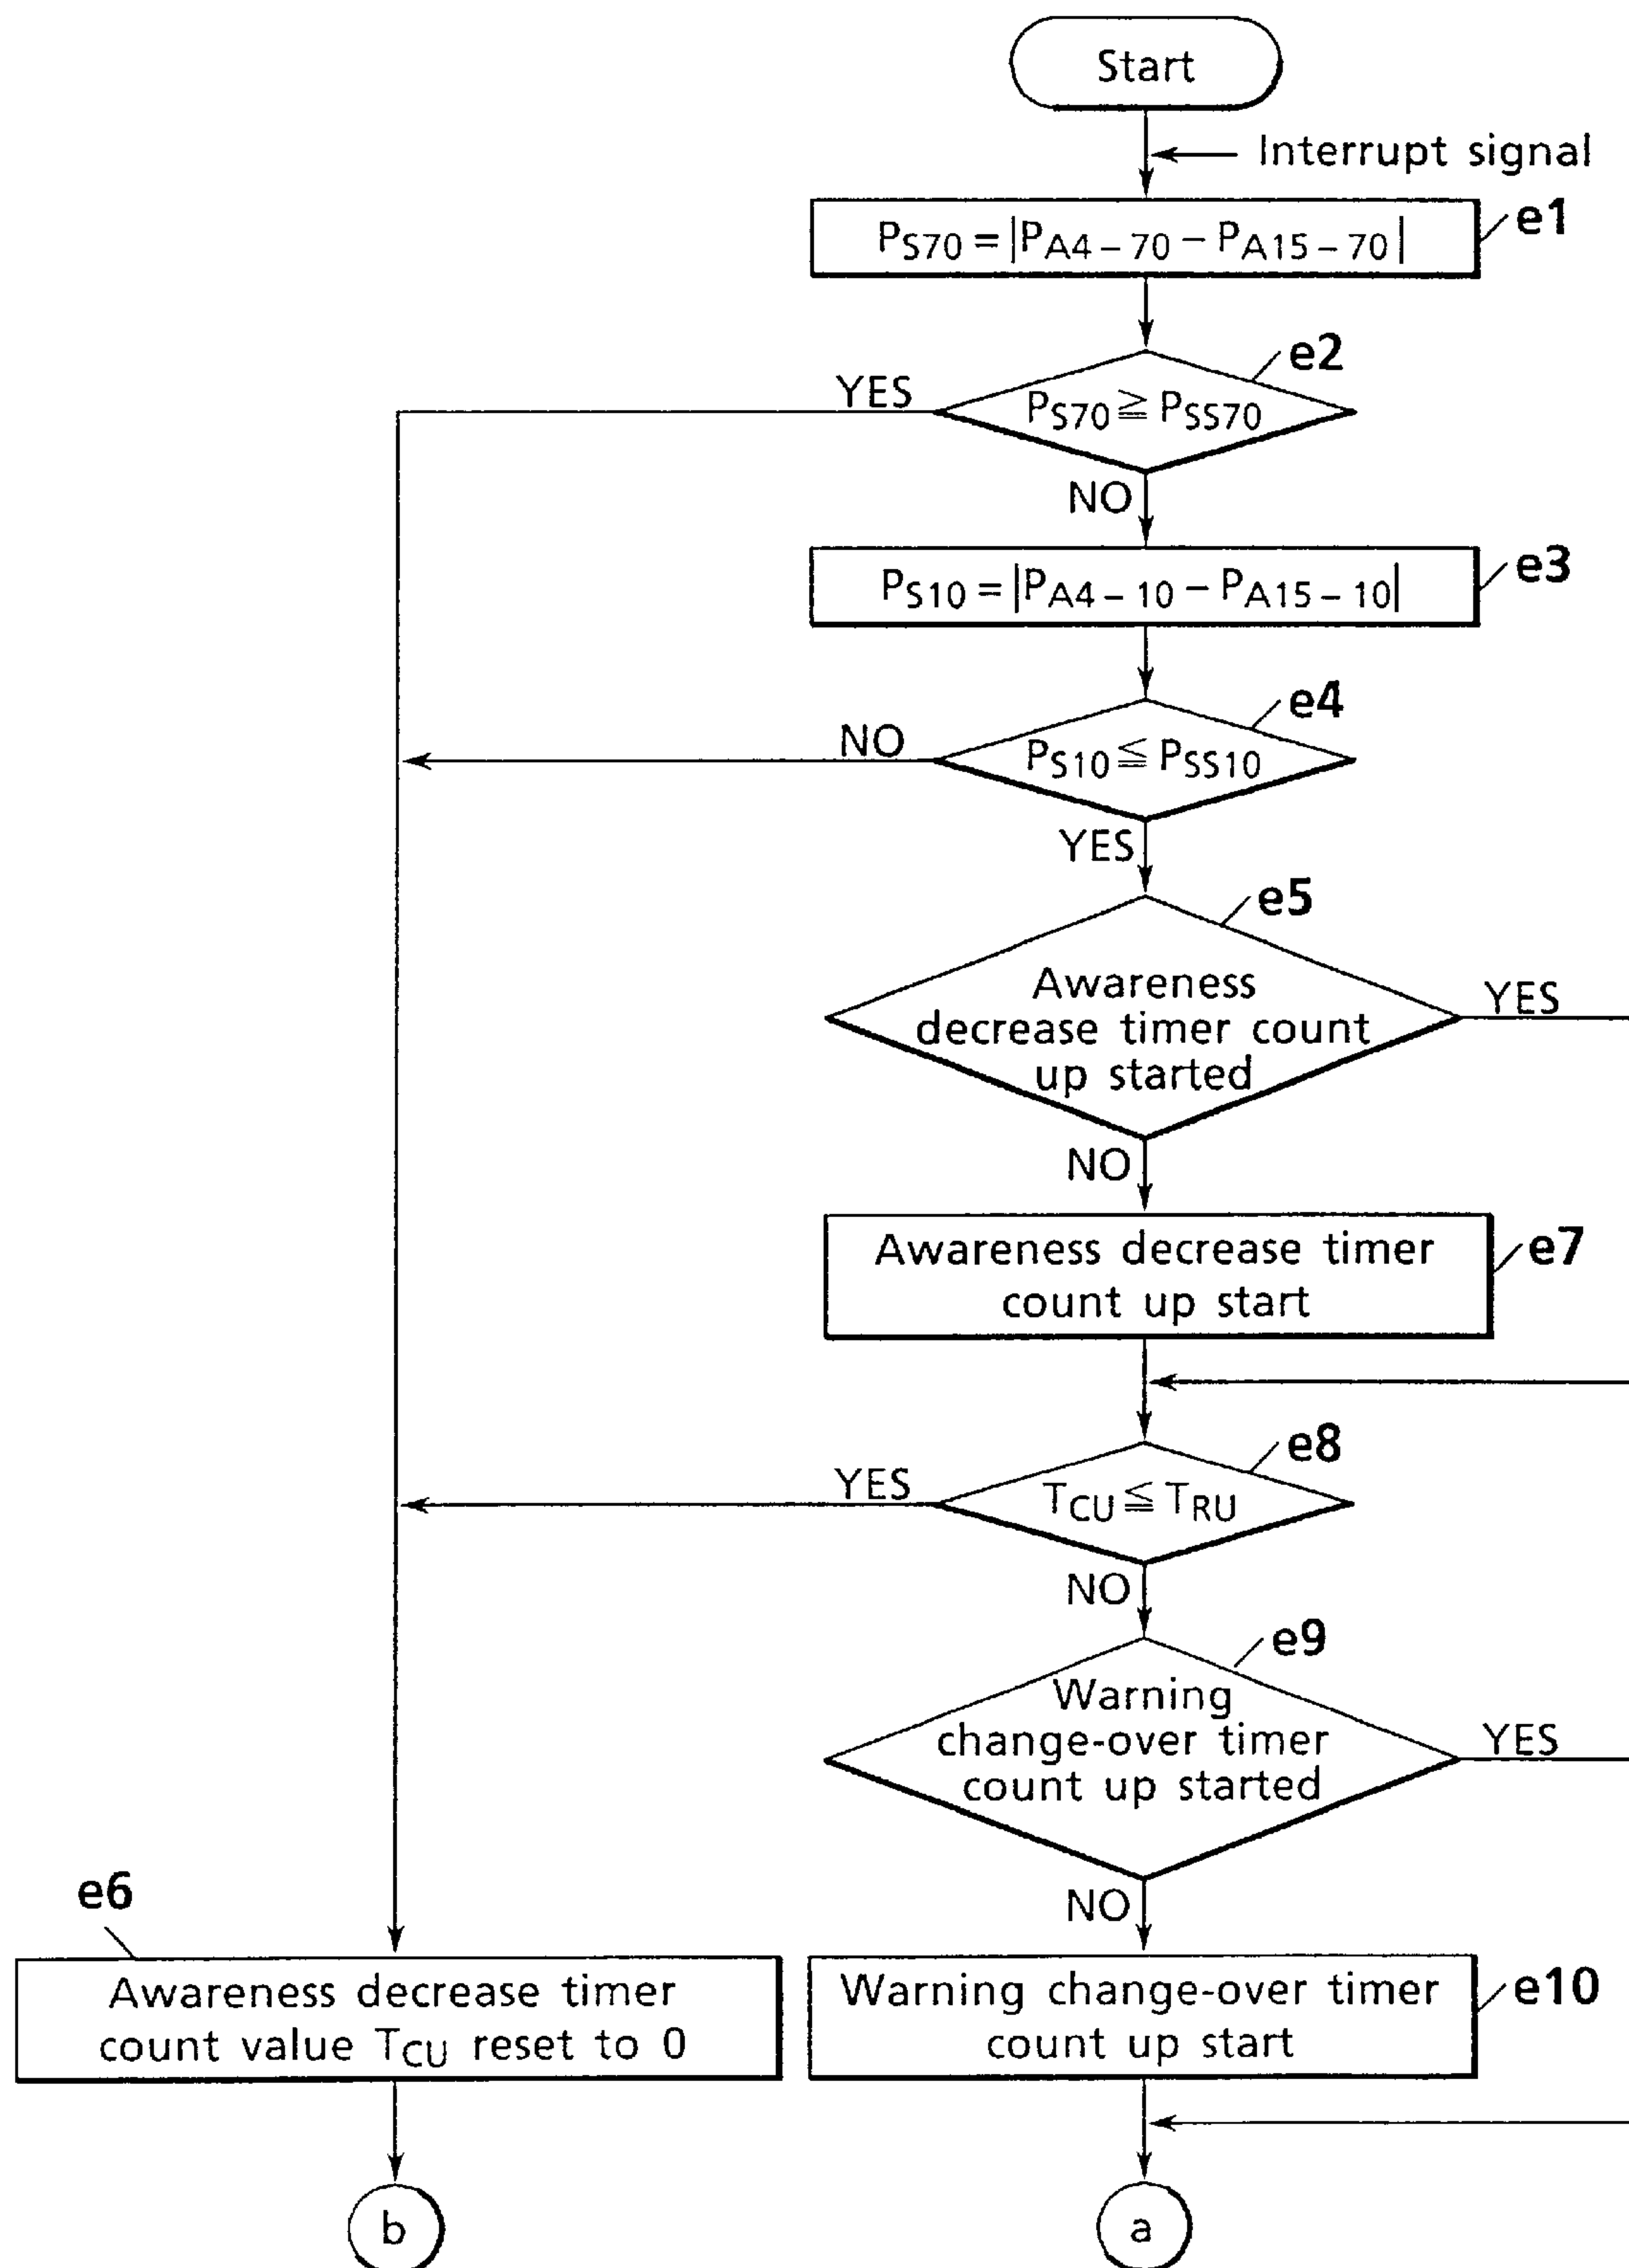 Start
Interrupt signal
PS70 = |PA4 – 70 – PA15 – 70|
e1
e2
YES
PS70 ≧ PSS70
NO
e3
PS10 = |PA4 – 10 – PA15 – 10|
e4
NO
PS10 ≦ PSS10
YES
e5
Awareness
decrease timer count
up started
YES
NO
Awareness decrease timer
count up start
e7
e8
YES
TCU ≦ TRU
NO
e9
Warning
change-over timer
count up started
YES
NO
e6
Awareness decrease timer
count value TCU reset to 0
Warning change-over timer
count up start
e10
b
a